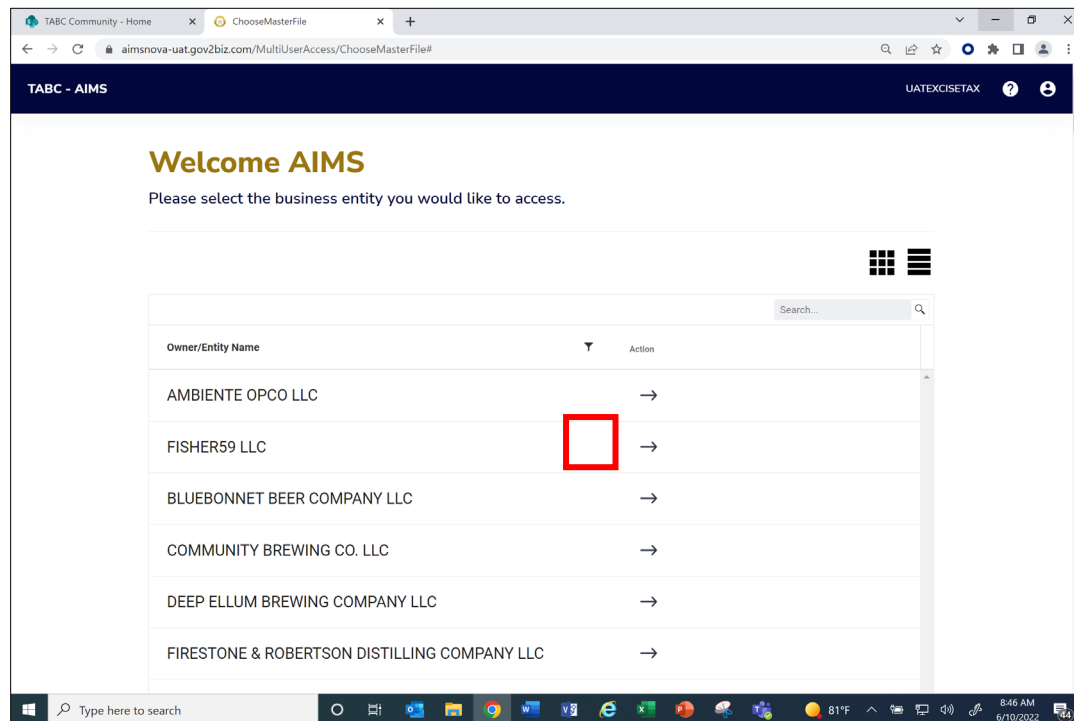 TABC Community - Home
ChooseMasterFile
aimsnova-uat.gov2biz.com/MultiUserAccess/ChooseMasterFile#
TABC - AIMS
UATEXCISETAX
Welcome AIMS
Please select the business entity you would like to access.
Search...
Owner/Entity Name
Action
AMBIENTE OPCO LLC
FISHER59 LLC
BLUEBONNET BEER COMPANY LLC
COMMUNITY BREWING CO. LLC
DEEP ELLUM BREWING COMPANY LLC
FIRESTONE & ROBERTSON DISTILLING COMPANY LLC
Type here to search
81°F
8:46 AM
6/10/2022
44